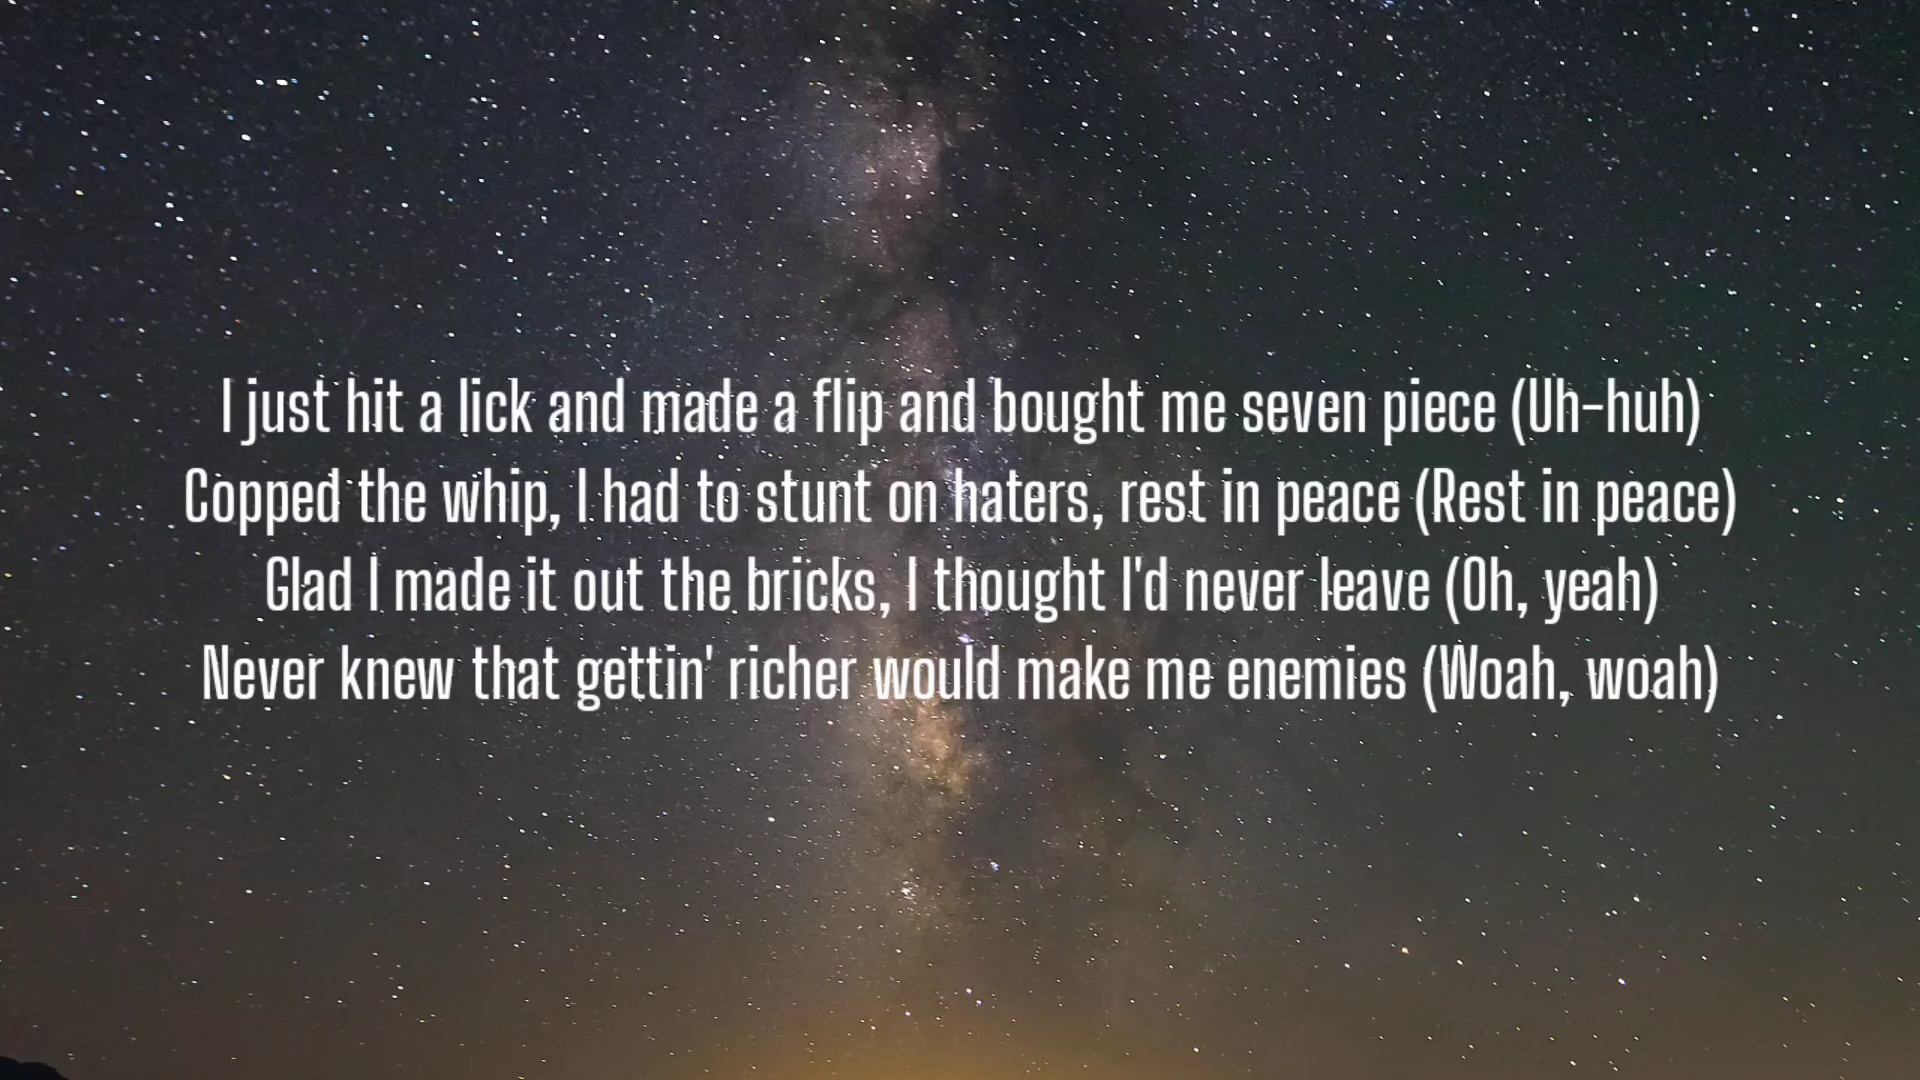 I just hit a lick and made a flip and bought me seven piece (Uh-huh)
Copped the whip, I had to stunt on haters, rest in peace (Rest in peace)
Glad I made it out the bricks, I thought I'd never leave (Oh, yeah)
Never knew that gettin' richer would make me enemies (Woah, woah)